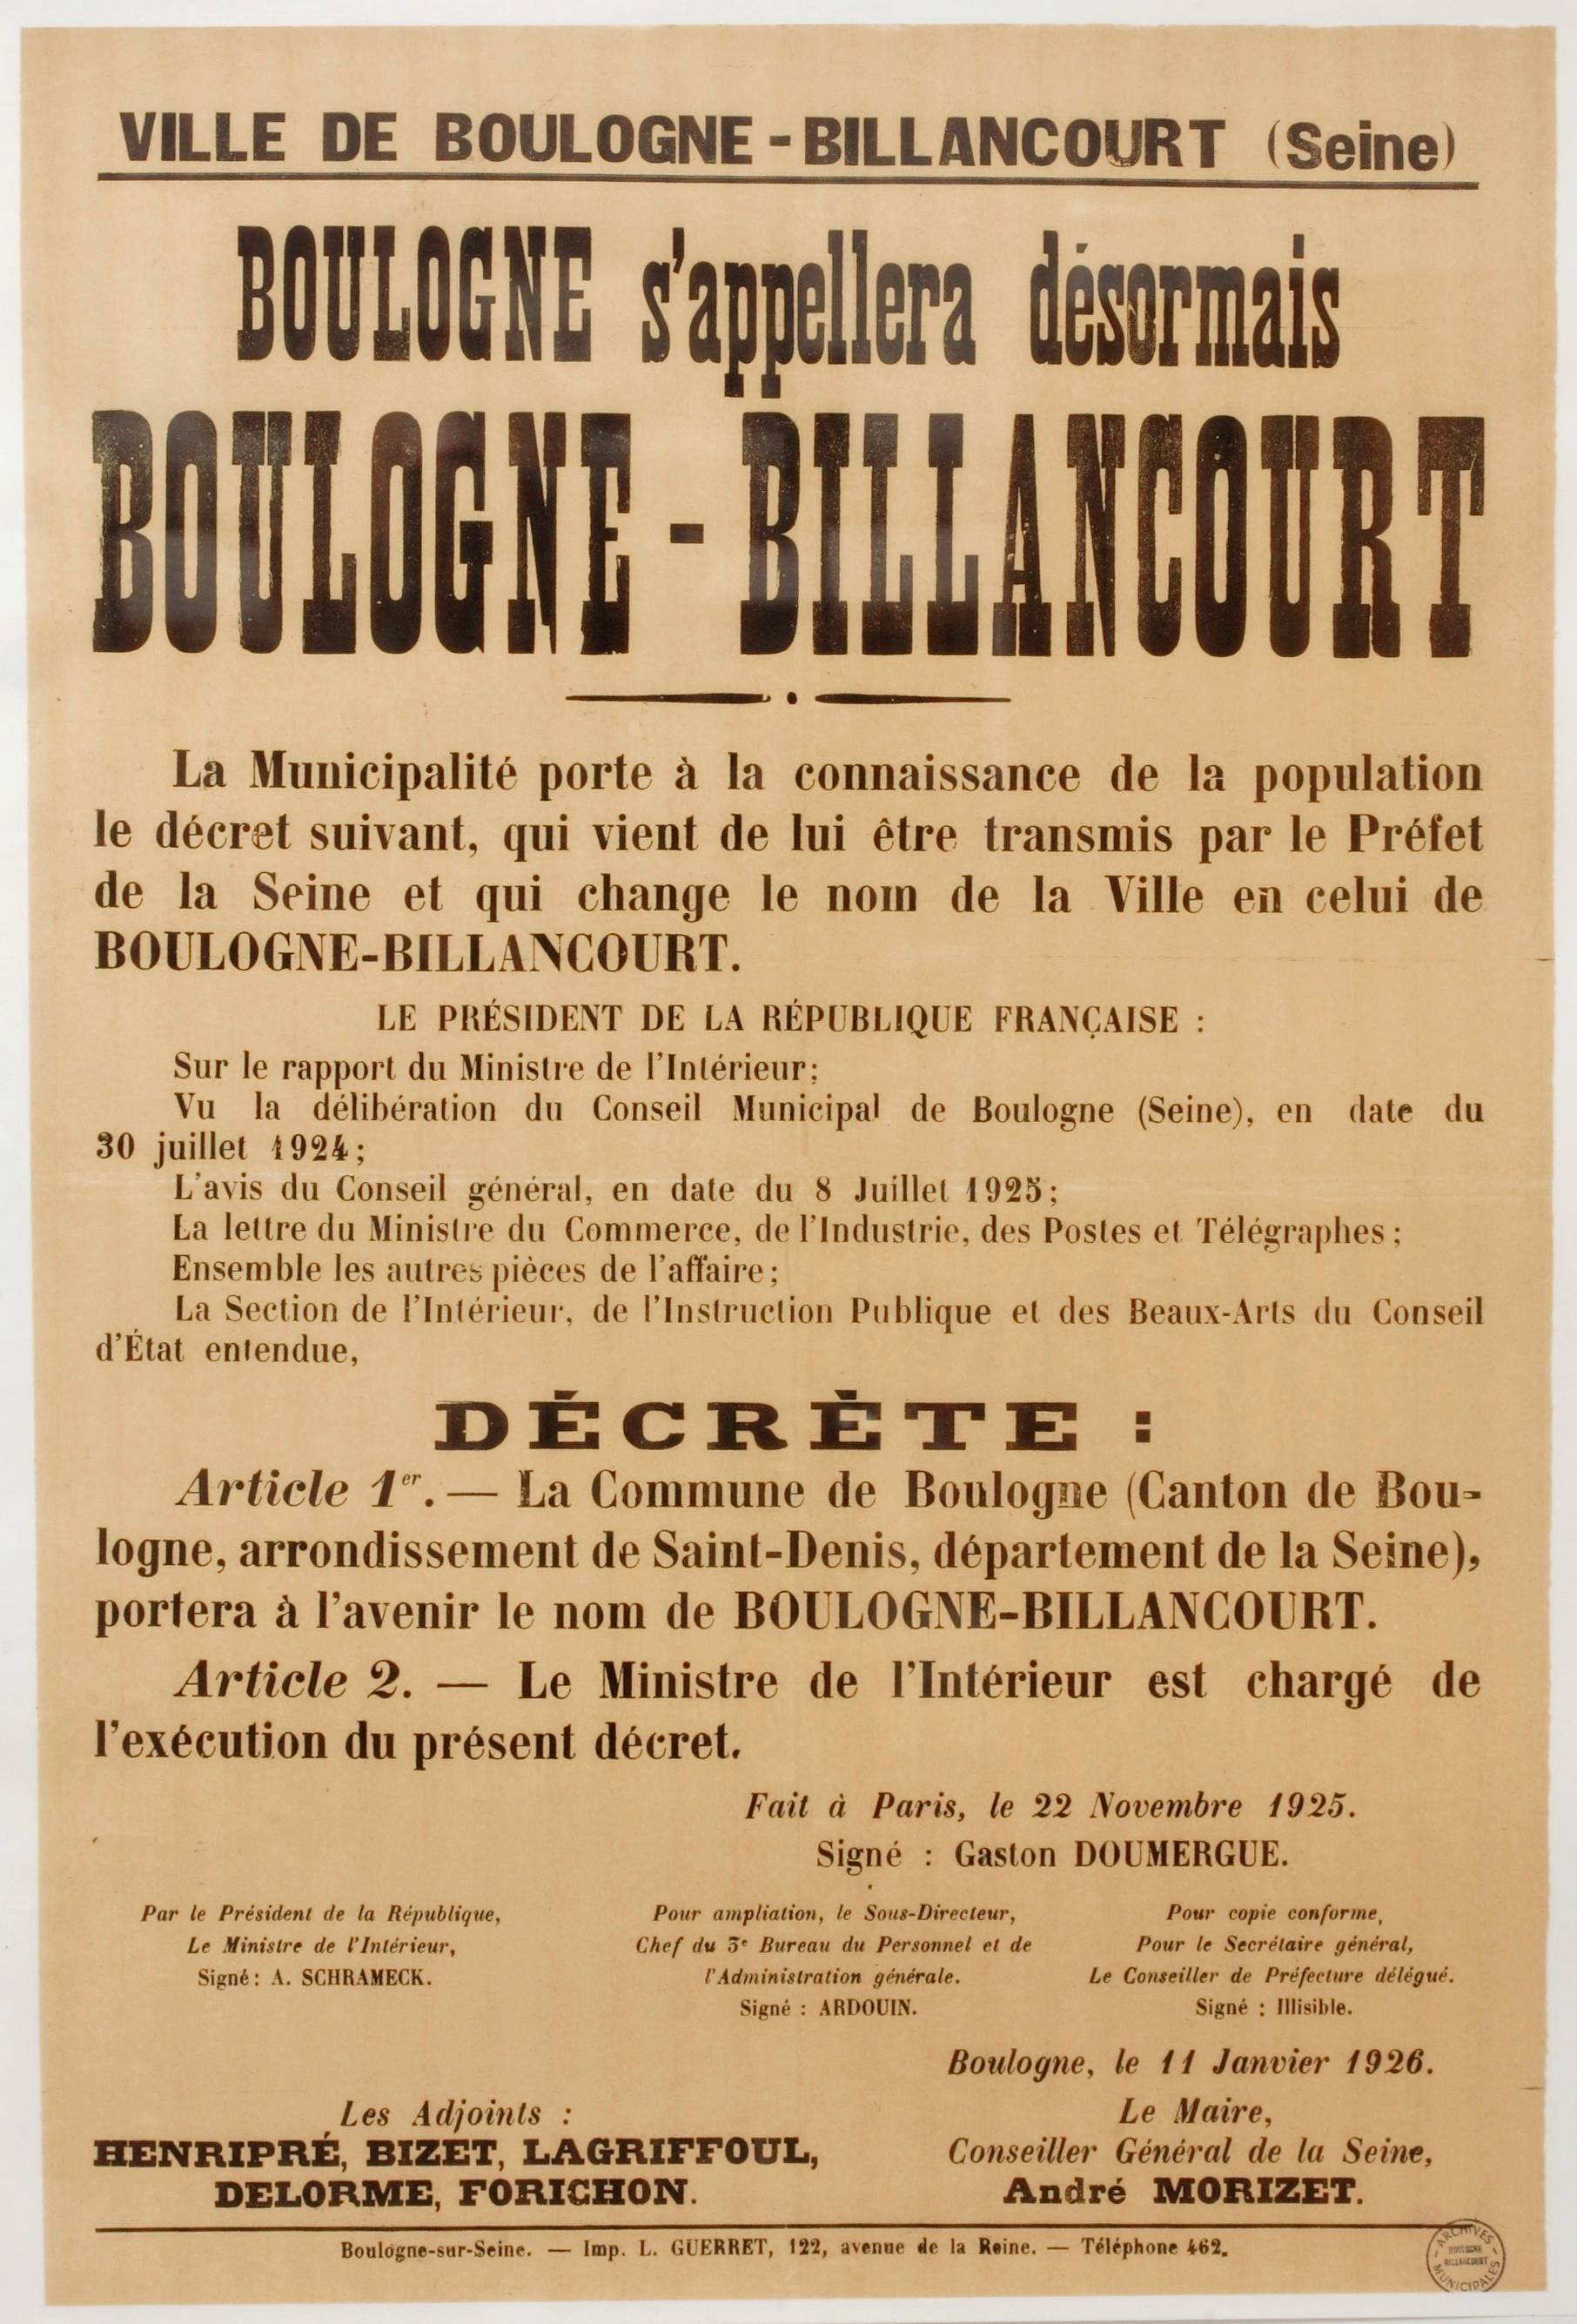 VILLE DE BOULOGNE-BILLANCOURT (Seine)
BOULOGNE s'appellera désormais
BOULOGNE-BILLANCOURT
La Municipalité porte à la connaissance de la population
le décret suivant, qui vient de lui être transmis par le Préfet
de la Seine et qui change le nom de la Ville en celui de
BOULOGNE-BILLANCOURT.
LE PRÉSIDENT DE LA RÉPUBLIQUE FRANÇAISE :
Sur le rapport du Ministre de l'Intérieur;
Vu la délibération du Conseil Municipal de Boulogne (Seine), en date du
30 juillet 1924;
L'avis du Conseil général, en date du 8 Juillet 1925;
La lettre du Ministre du Commerce, de l'Industrie, des Postes et Télégraphes;
Ensemble les autres pièces de l'affaire;
La Section de l'Intérieur, de l'Instruction Publique et des Beaux-Arts du Conseil
d'État entendue,
DÉCRÈTE :
Article 1er. — La Commune de Boulogne (Canton de Bou-
logne, arrondissement de Saint-Denis, département de la Seine),
portera à l'avenir le nom de BOULOGNE-BILLANCOURT.
Article 2. — Le Ministre de l'Intérieur est chargé de
l'exécution du présent décret.
Fait à Paris, le 22 Novembre 1925.
Signé : Gaston DOUMERGUE.
Par le Président de la République,
Le Ministre de l'Intérieur,
Signé : A. SCHRAMECK.
Pour ampliation, le Sous-Directeur,
Chef du 3e Bureau du Personnel et de
l'Administration générale.
Signé : ARDOUIN.
Pour copie conforme,
Pour le Secrétaire général,
Le Conseiller de Préfecture délégué.
Signé : Illisible.
Boulogne, le 11 Janvier 1926.
Les Adjoints :
HENRIPRÉ, BIZET, LAGRIFFOUL,
DELORME, FORICHON.
Le Maire,
Conseiller Général de la Seine,
André MORIZET.
Boulogne-sur-Seine. — Imp. L. GUERRET, 122, avenue de la Reine. — Téléphone 462.
ARCHIVES
BOULOGNE
BILLANCOURT
MUNICIPALES